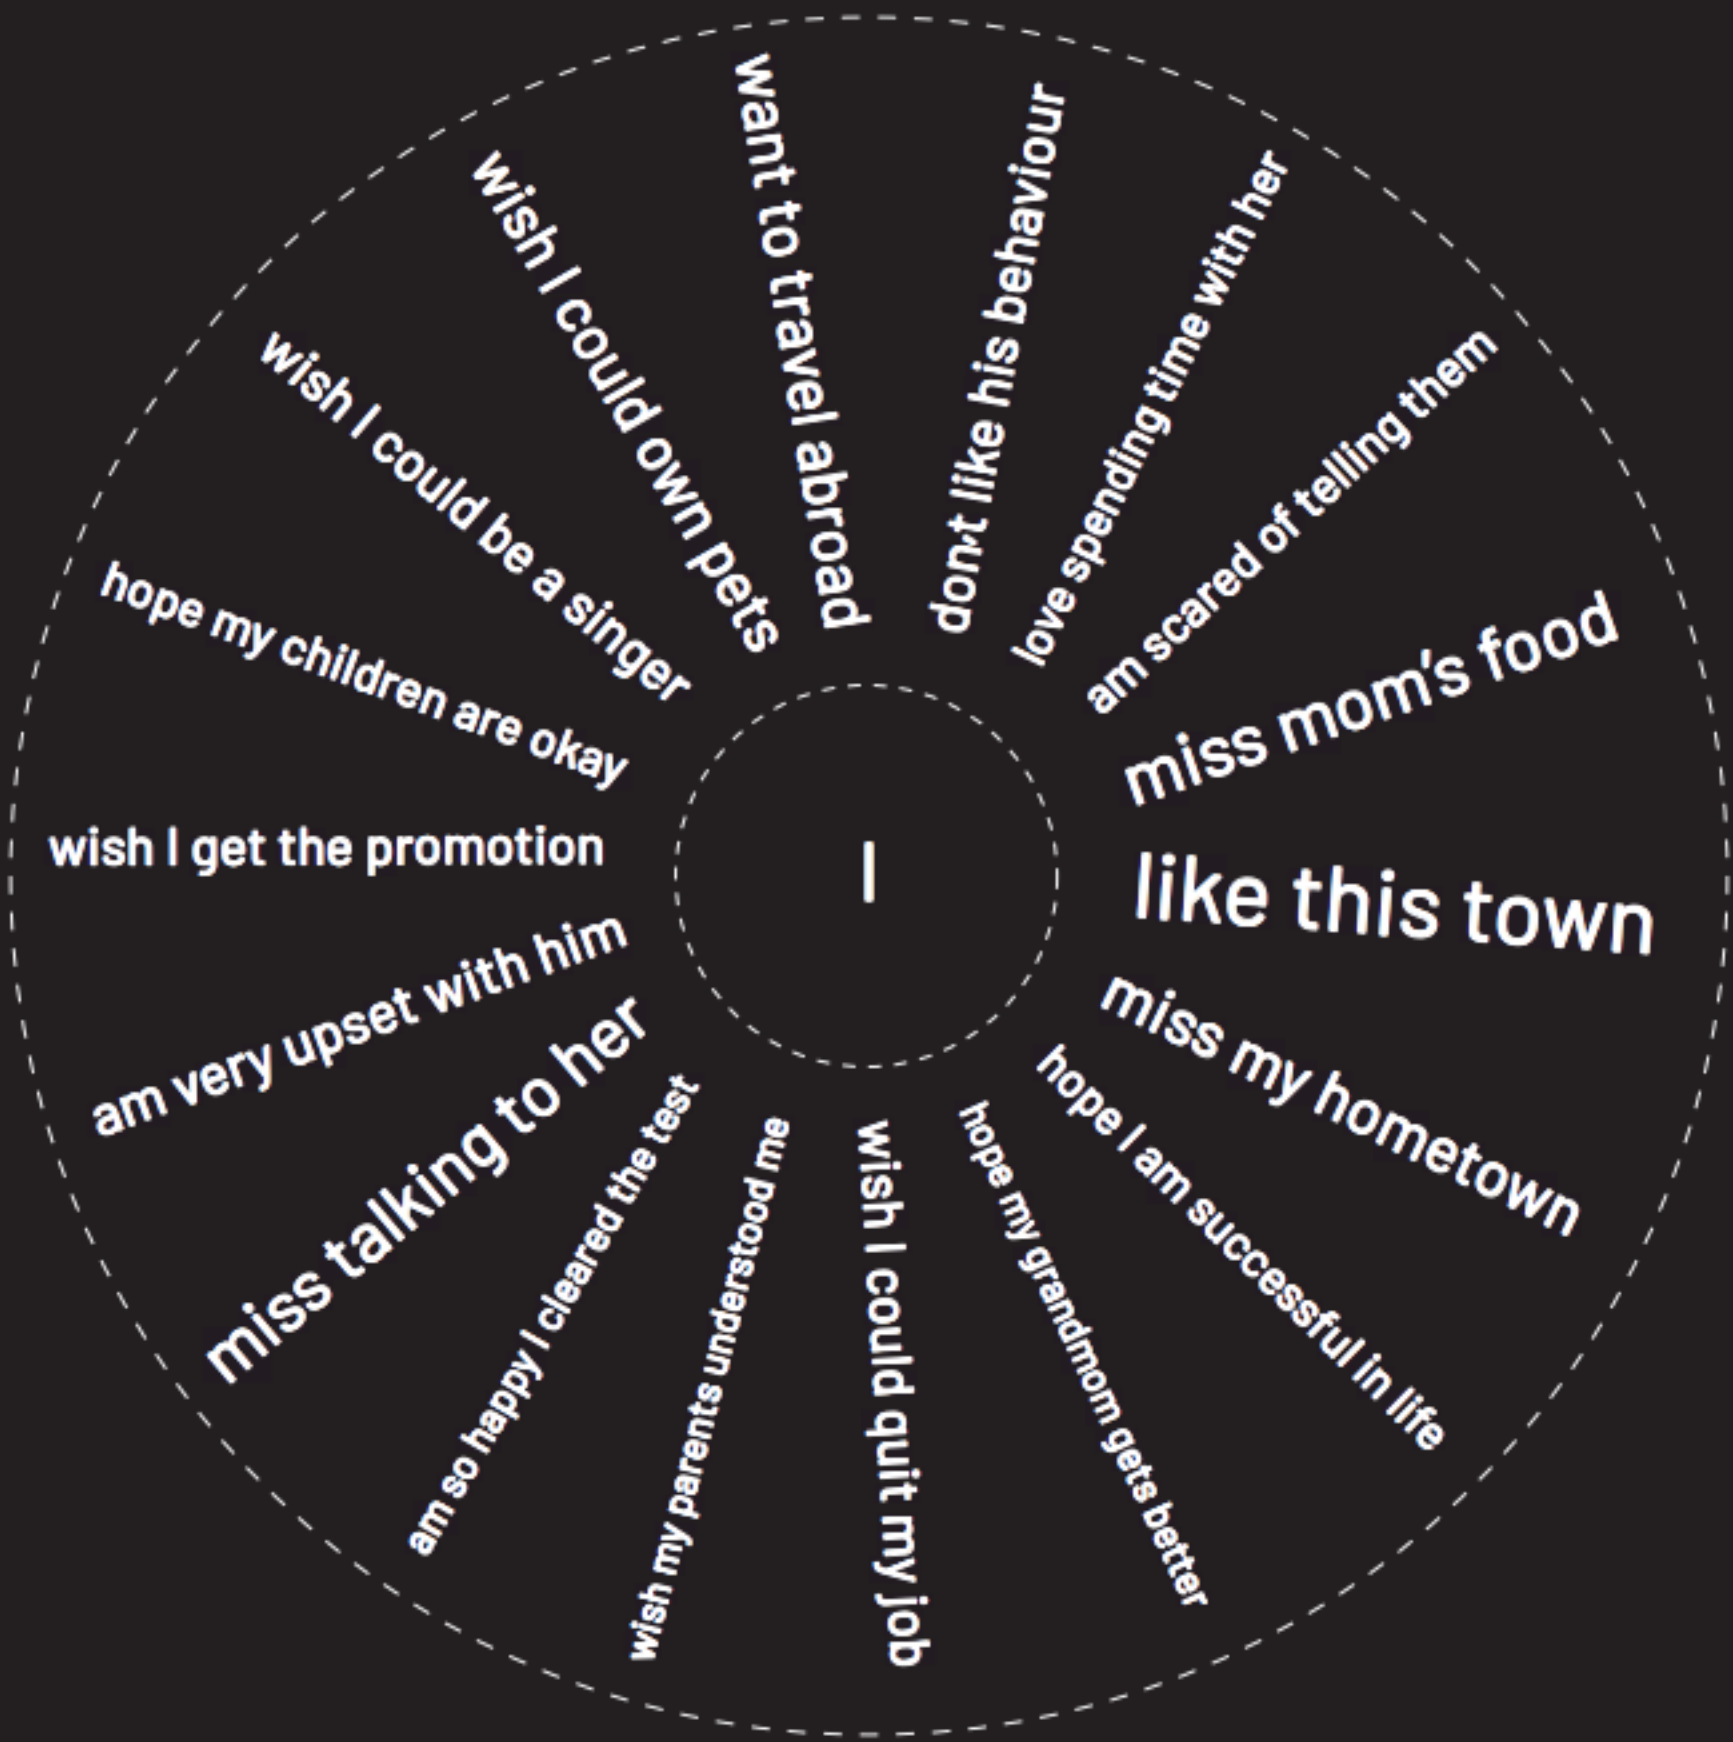 I
want to travel abroad
don't like his behaviour
love spending time with her
am scared of telling them
miss mom's food
like this town
miss my hometown
hope I am successful in life
hope my grandmom gets better
wish I could quit my job
wish my parents understood me
am so happy I cleared the test
miss talking to her
am very upset with him
wish I get the promotion
hope my children are okay
wish I could be a singer
wish I could own pets